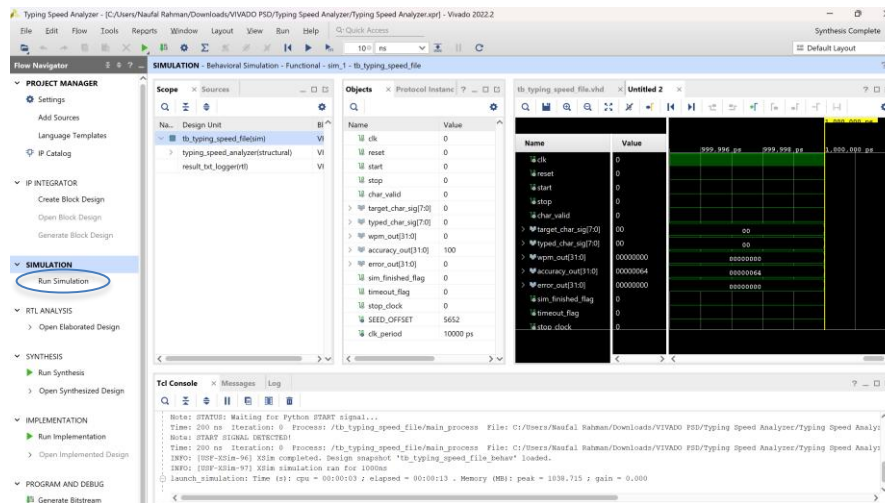 Typing Speed Analyzer - [C:/Users/Naufal Rahman/Downloads/VIVADO PSD/Typing Speed Analyzer/Typing Speed Analyzer.xpr] - Vivado 2022.2
File Edit Flow Tools Reports Window Layout View Run Help Quick Access
Synthesis Complete
10 ns
Default Layout
Flow Navigator
SIMULATION - Behavioral Simulation - Functional - sim_1 - tb_typing_speed_file
PROJECT MANAGER
Settings
Add Sources
Language Templates
IP Catalog
IP INTEGRATOR
Create Block Design
Open Block Design
Generate Block Design
SIMULATION
Run Simulation
RTL ANALYSIS
Open Elaborated Design
SYNTHESIS
Run Synthesis
Open Synthesized Design
IMPLEMENTATION
Run Implementation
Open Implemented Design
PROGRAM AND DEBUG
Generate Bitstream
Scope Sources
Na... Design Unit Bl
tb_typing_speed_file(sim) VI
typing_speed_analyzer(structural) VI
result_txt_logger(rtl) VI
Objects Protocol Instanc
Name Value
clk 0
reset 0
start 0
stop 0
char_valid 0
target_char_sig[7:0] 0
typed_char_sig[7:0] 0
wpm_out[31:0] 0
accuracy_out[31:0] 100
error_out[31:0] 0
sim_finished_flag 0
timeout_flag 0
stop_clock 0
SEED_OFFSET 5652
clk_period 10000 ps
tb_typing_speed_file.vhd Untitled 2
1,000,000 ps
Name Value 999,996 ps 999,998 ps 1,000,000 ps
clk 0
reset 0
start 0
stop 0
char_valid 0
target_char_sig[7:0] 00 00
typed_char_sig[7:0] 00 00
wpm_out[31:0] 00000000 00000000
accuracy_out[31:0] 00000064 00000064
error_out[31:0] 00000000 00000000
sim_finished_flag 0
timeout_flag 0
stop_clock 0
Tcl Console Messages Log
Note: STATUS: Waiting for Python START signal...
Time: 200 ns Iteration: 0 Process: /tb_typing_speed_file/main_process File: C:/Users/Naufal Rahman/Downloads/VIVADO PSD/Typing Speed Analyzer/Typing Speed Analyz
Note: START SIGNAL DETECTED!
Time: 200 ns Iteration: 0 Process: /tb_typing_speed_file/main_process File: C:/Users/Naufal Rahman/Downloads/VIVADO PSD/Typing Speed Analyzer/Typing Speed Analyz
INFO: [USF-XSim-96] XSim completed. Design snapshot 'tb_typing_speed_file_behav' loaded.
INFO: [USF-XSim-97] XSim simulation ran for 1000ns
launch_simulation: Time (s): cpu = 00:00:03 ; elapsed = 00:00:13 . Memory (MB): peak = 1038.715 ; gain = 0.000